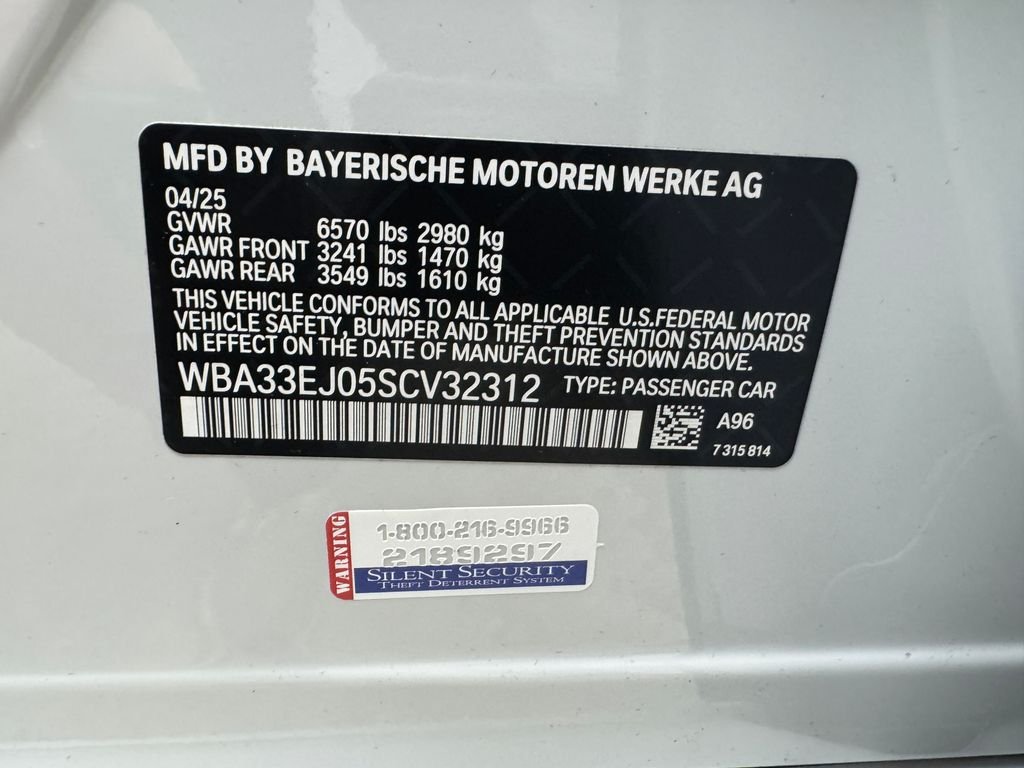 MFD BY BAYERISCHE MOTOREN WERKE AG
04/25
GVWR 6570 lbs 2980 kg
GAWR FRONT 3241 lbs 1470 kg
GAWR REAR 3549 lbs 1610 kg
THIS VEHICLE CONFORMS TO ALL APPLICABLE U.S.FEDERAL MOTOR
VEHICLE SAFETY, BUMPER AND THEFT PREVENTION STANDARDS
IN EFFECT ON THE DATE OF MANUFACTURE SHOWN ABOVE.
WBA33EJ05SCV32312 TYPE: PASSENGER CAR
A96
7 315 814
WARNING
1-800-216-9966
2189297
SILENT SECURITY
THEFT DETERRENT SYSTEM